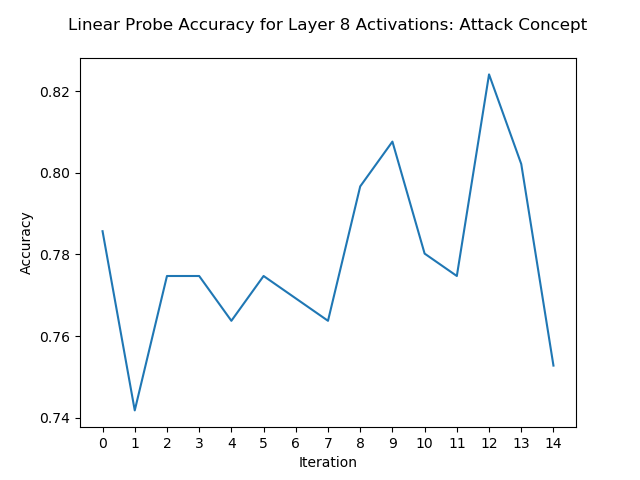 Linear Probe Accuracy for Layer 8 Activations: Attack Concept
0.82
0.80
0.78
0.76
0.74
Accuracy
0 1 2 3 4 5 6 7 8 9 10 11 12 13 14
Iteration